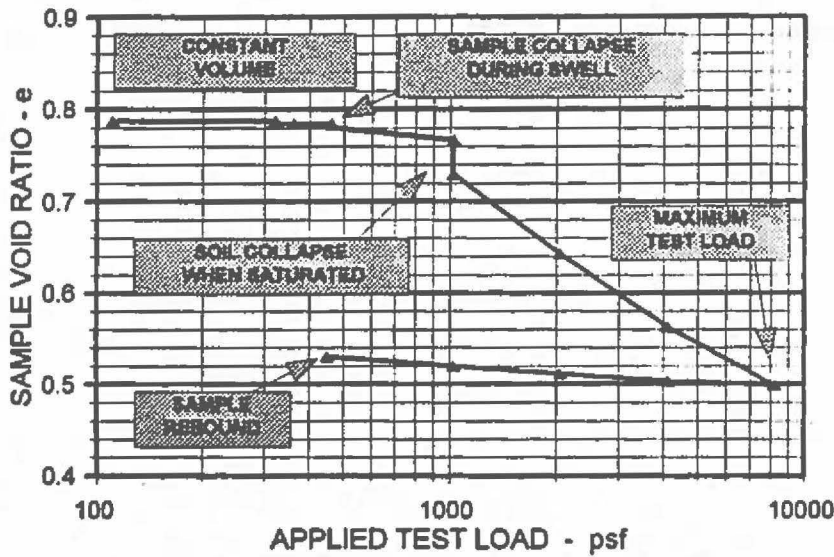 0.9
CONSTANT
VOLUME
SAMPLE COLLAPSE
DURING SWELL
0.8
0.7
MAXIMUM
TEST LOAD
SOIL COLLAPSE
WHEN SATURATED
0.6
0.5
SAMPLE
REBOUND
0.4
100
1000
10000
SAMPLE VOID RATIO - e
APPLIED TEST LOAD - psf